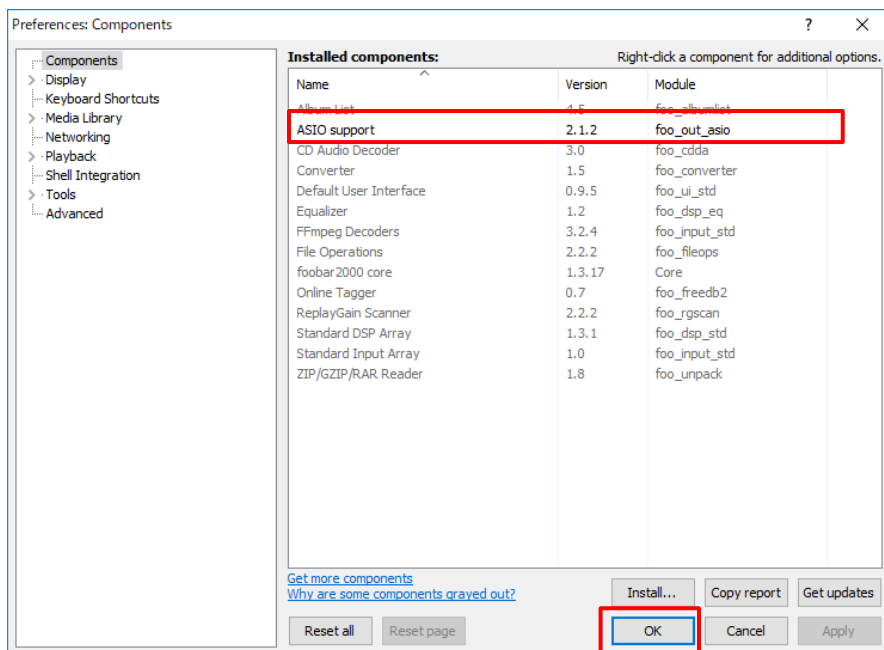 Preferences: Components
?
Components
Display
Keyboard Shortcuts
Media Library
Networking
Playback
Shell Integration
Tools
Advanced
Installed components: Right-click a component for additional options.
Name Version Module
Album List 4.5 foo_albumlist
ASIO support 2.1.2 foo_out_asio
CD Audio Decoder 3.0 foo_cdda
Converter 1.5 foo_converter
Default User Interface 0.9.5 foo_ui_std
Equalizer 1.2 foo_dsp_eq
FFmpeg Decoders 3.2.4 foo_input_std
File Operations 2.2.2 foo_fileops
foobar2000 core 1.3.17 Core
Online Tagger 0.7 foo_freedb2
ReplayGain Scanner 2.2.2 foo_rgscan
Standard DSP Array 1.3.1 foo_dsp_std
Standard Input Array 1.0 foo_input_std
ZIP/GZIP/RAR Reader 1.8 foo_unpack
Get more components
Why are some components grayed out?
Install... Copy report Get updates
Reset all Reset page OK Cancel Apply